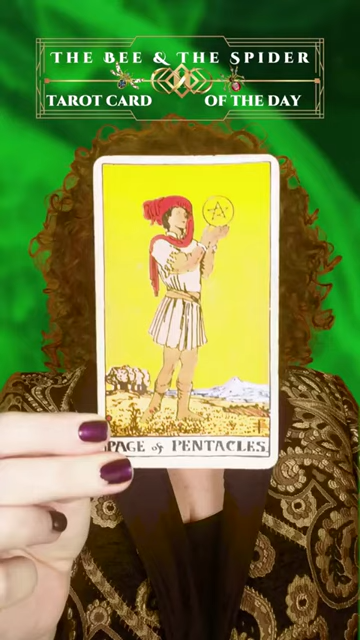 THE BEE & THE SPIDER
TAROT CARD OF THE DAY
PAGE of PENTACLES.